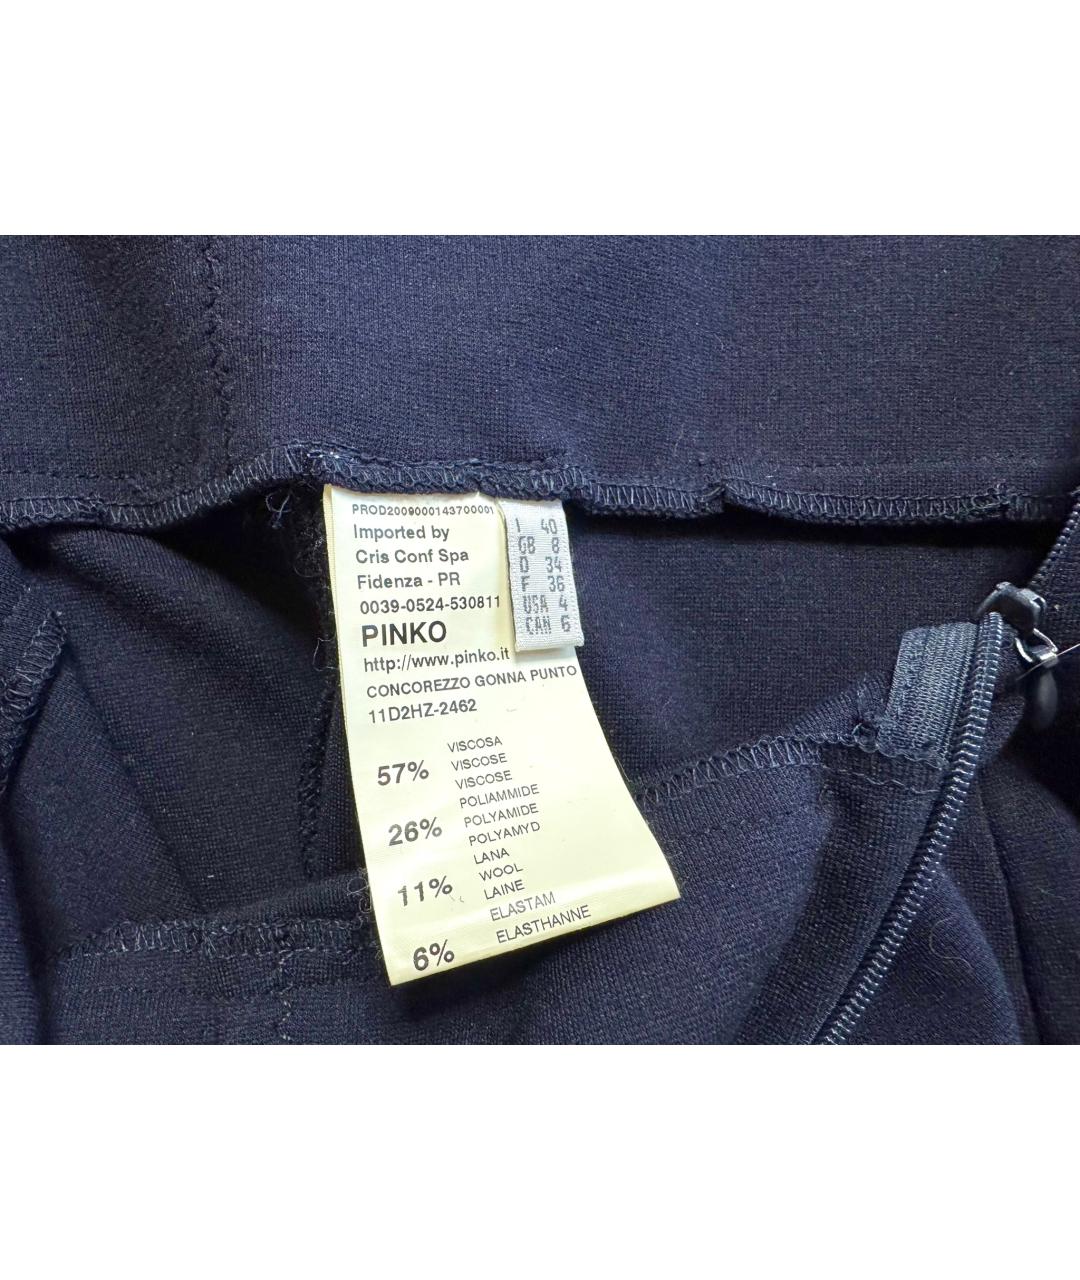 PROD2009000143700001
Imported by
Cris Conf Spa
Fidenza - PR
0039-0524-530811
PINKO
http://www.pinko.it
CONCOREZZO GONNA PUNTO
11D2HZ-2462
57% VISCOSA
VISCOSE
VISCOSE
26% POLIAMMIDE
POLYAMIDE
POLYAMYD
11% LANA
WOOL
LAINE
6% ELASTAM
ELASTHANNE
I 40
GB 8
D 34
F 36
USA 4
CAN 6